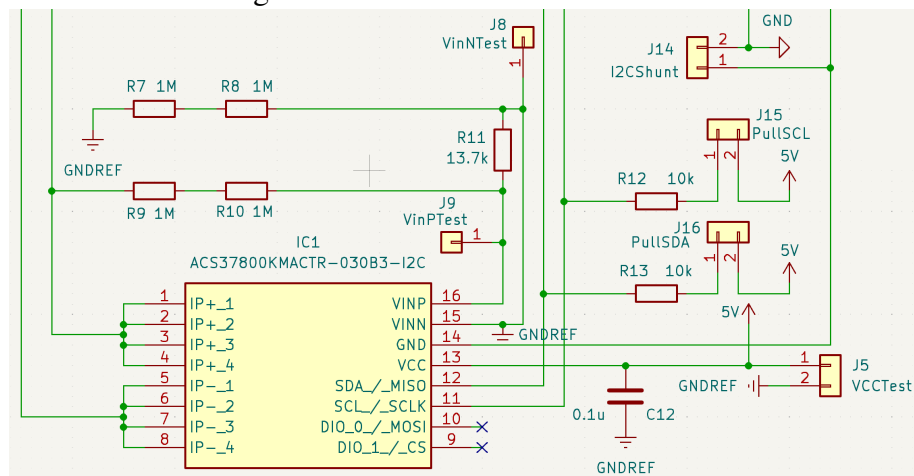 J8
VinNTest
1
GND
J14
2
1
I2CShunt
R7 1M
R8 1M
GNDREF
R11
13.7k
J15
PullSCL
1
2
5V
R12 10k
R9 1M
R10 1M
J9
VinPTest
1
J16
PullSDA
1
2
5V
R13 10k
IC1
ACS37800KMACTR-030B3-I2C
1 IP+_1 VINP 16
2 IP+_2 VINN 15
3 IP+_3 GND 14
4 IP+_4 VCC 13
5 IP-_1 SDA_/_MISO 12
6 IP-_2 SCL_/_SCLK 11
7 IP-_3 DIO_0_/_MOSI 10
8 IP-_4 DIO_1_/_CS 9
GNDREF
5V
1
2
J5
VCCTest
GNDREF
0.1u C12
GNDREF